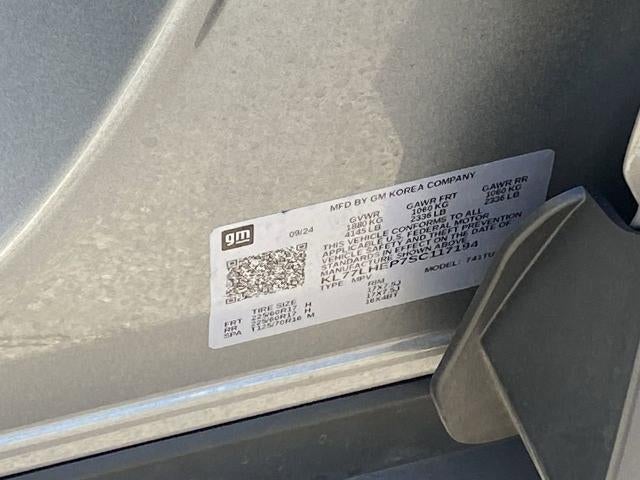 MFD BY GM KOREA COMPANY
gm
09/24
GVWR GAWR FRT GAWR RR
1880 KG 1060 KG 1060 KG
4145 LB 2336 LB 2336 LB
THIS VEHICLE CONFORMS TO ALL
APPLICABLE U.S. FEDERAL MOTOR
VEHICLE SAFETY AND THEFT PREVENTION
STANDARDS IN EFFECT ON THE DATE OF
MANUFACTURE SHOWN ABOVE.
KL77LHEP7SC117194
TYPE: MPV MODEL: 741TU
TIRE SIZE RIM
FRT 225/60R17 H 17X7.5J
RR 225/60R17 H 17X7.5J
SPA T125/70R16 M 16X4BT